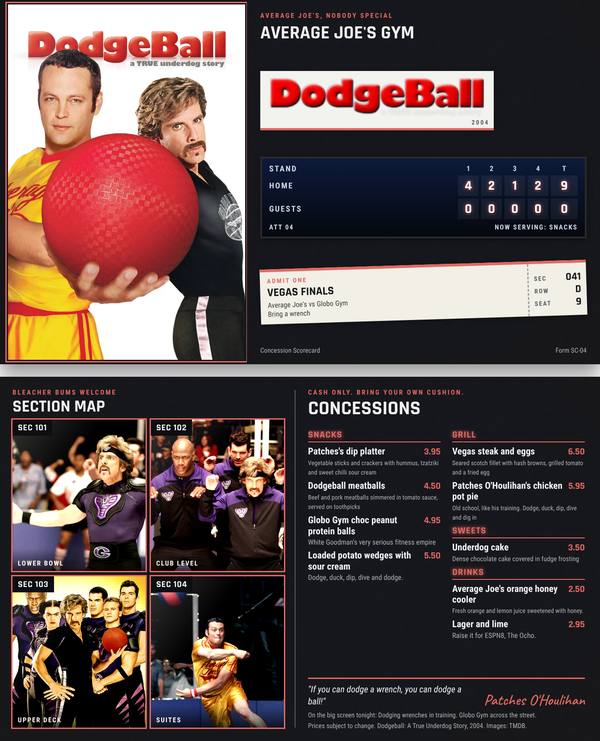 DodgeBall
a TRUE underdog story
AVERAGE JOE'S, NOBODY SPECIAL
AVERAGE JOE'S GYM
DodgeBall
2004
STAND 1 2 3 4 T
HOME 4 2 1 2 9
GUESTS 0 0 0 0 0
ATT 04 NOW SERVING: SNACKS
ADMIT ONE
VEGAS FINALS
Average Joe's vs Globo Gym
Bring a wrench
SEC 041
ROW D
SEAT 9
Concession Scorecard
Form SC-04
BLEACHER BUMS WELCOME
SECTION MAP
SEC 101
LOWER BOWL
SEC 102
CLUB LEVEL
SEC 103
UPPER DECK
SEC 104
SUITES
CASH ONLY. BRING YOUR OWN CUSHION.
CONCESSIONS
SNACKS
Patches's dip platter 3.95
Vegetable sticks and crackers with hummus, tzatziki
and sweet chilli sour cream
Dodgeball meatballs 4.50
Beef and pork meatballs simmered in tomato sauce,
served on toothpicks
Globo Gym choc peanut 4.95
protein balls
White Goodman's very serious fitness empire
Loaded potato wedges with 5.50
sour cream
Dodge, duck, dip, dive and dodge.
GRILL
Vegas steak and eggs 6.50
Seared scotch fillet with hash browns, grilled tomato
and a fried egg
Patches O'Houlihan's chicken 5.95
pot pie
Old school, like his training. Dodge, duck, dip, dive
and dig in
SWEETS
Underdog cake 3.50
Dense chocolate cake covered in fudge frosting
DRINKS
Average Joe's orange honey 2.50
cooler
Fresh orange and lemon juice sweetened with honey.
Lager and lime 2.95
Raise it for ESPN8, The Ocho.
"If you can dodge a wrench, you can dodge a
ball!"
Patches O'Houlihan
On the big screen tonight: Dodging wrenches in training. Globo Gym across the street.
Prices subject to change. Dodgeball: A True Underdog Story, 2004. Images: TMDB.